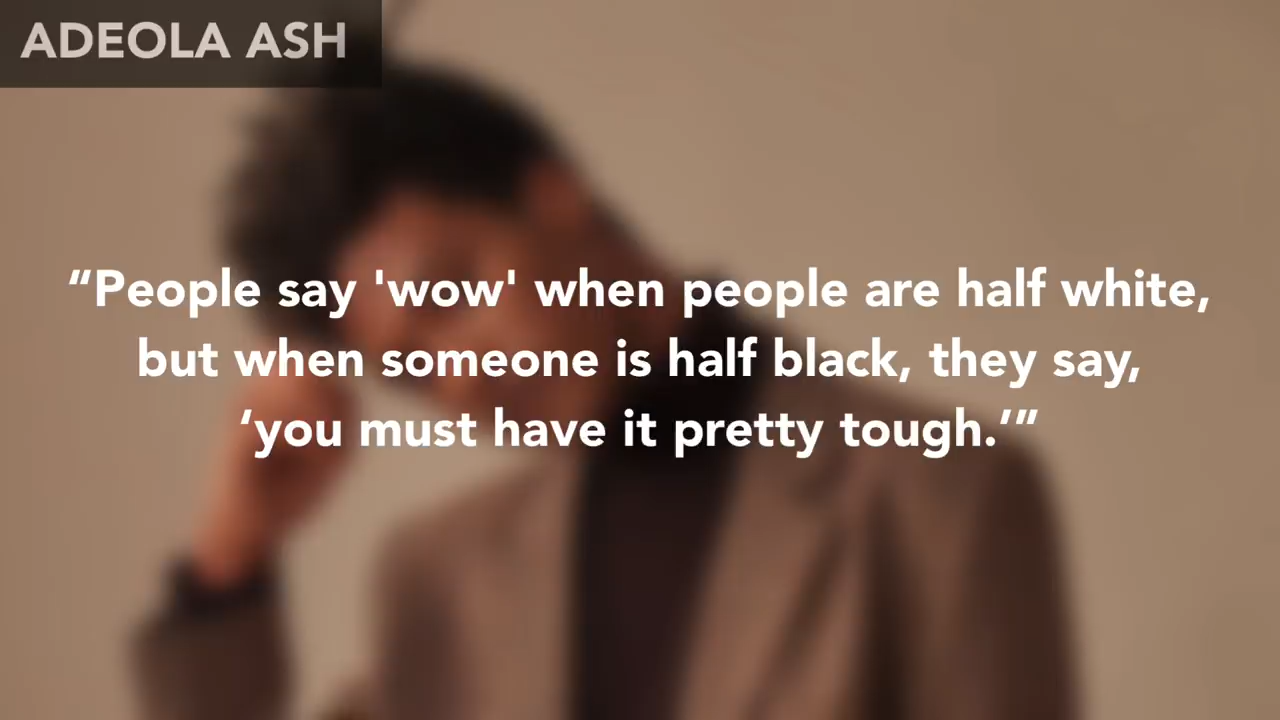 ADEOLA ASH
“People say 'wow' when people are half white,
but when someone is half black, they say,
‘you must have it pretty tough.’”